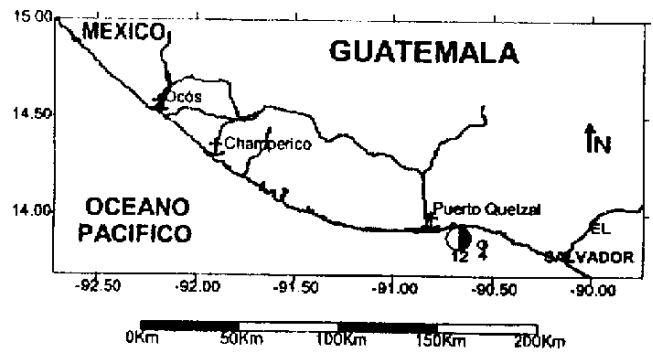 15.00
MEXICO
GUATEMALA
Ocós
14.50
Champerico
N
14.00
OCEANO
PACIFICO
Puerto Quetzal
12
4
EL
SALVADOR
-92.50 -92.00 -91.50 -91.00 -90.50 -90.00
0Km 50Km 100Km 150Km 200Km